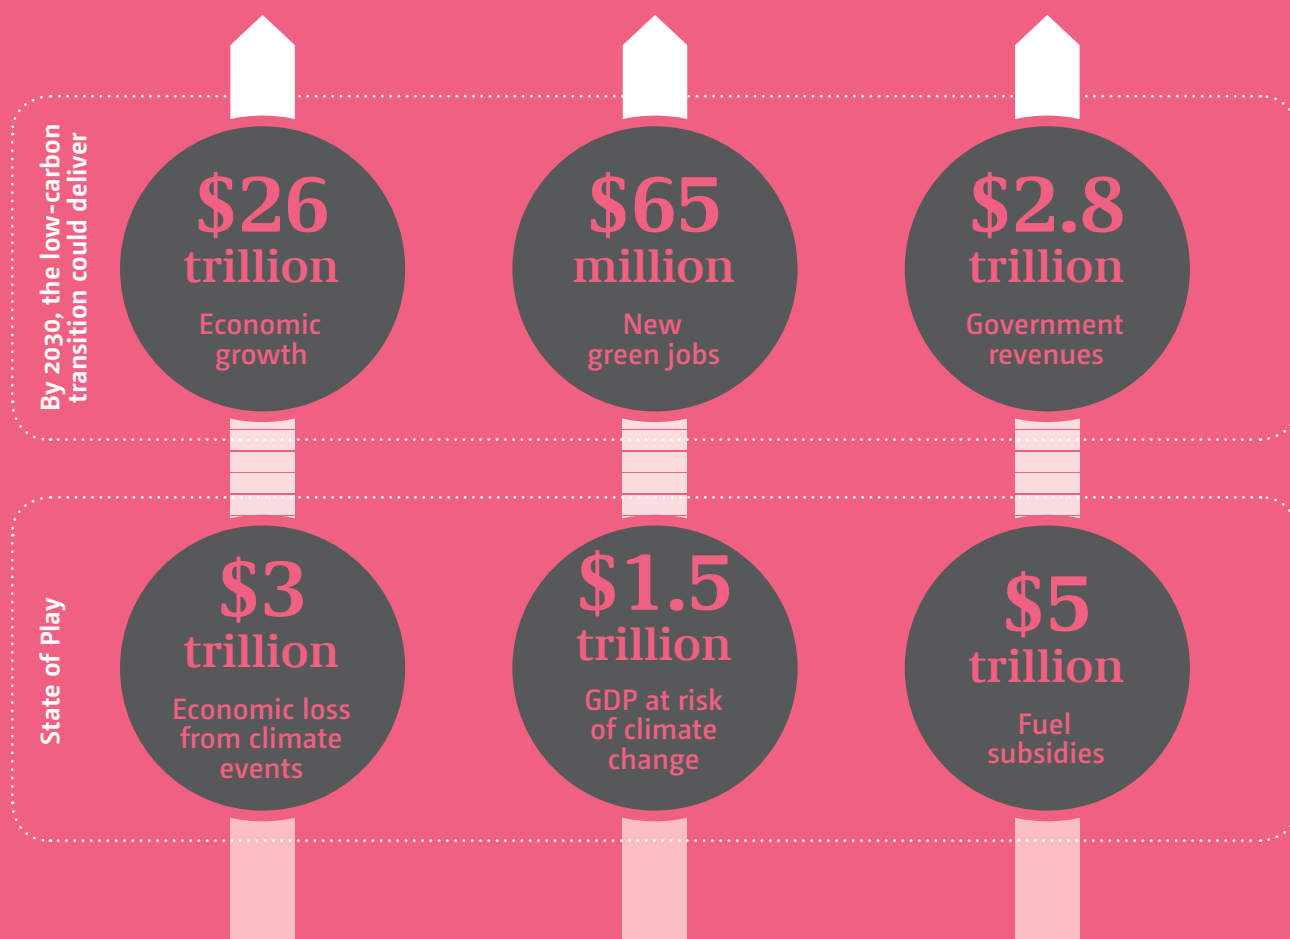 By 2030, the low-carbon
transition could deliver
$26
trillion
Economic
growth
$65
million
New
green jobs
$2.8
trillion
Government
revenues
State of Play
$3
trillion
Economic loss
from climate
events
$1.5
trillion
GDP at risk
of climate
change
$5
trillion
Fuel
subsidies